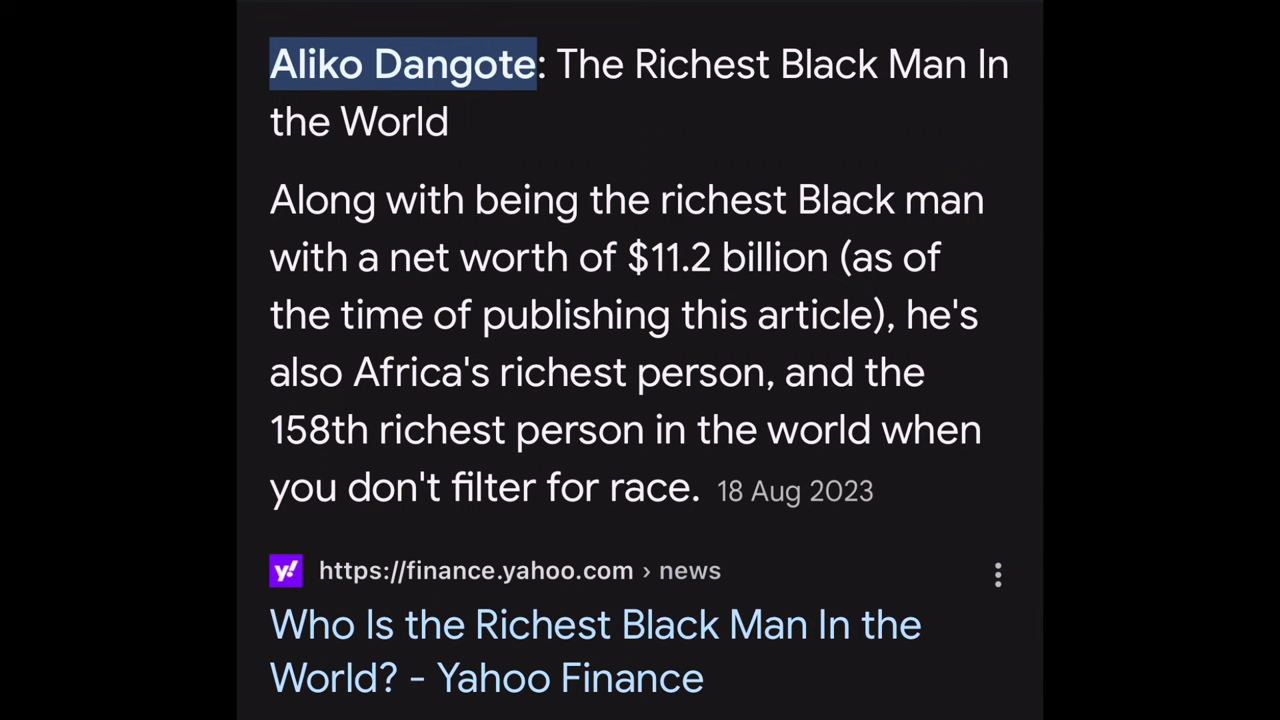 Aliko Dangote: The Richest Black Man In
the World
Along with being the richest Black man
with a net worth of $11.2 billion (as of
the time of publishing this article), he's
also Africa's richest person, and the
158th richest person in the world when
you don't filter for race. 18 Aug 2023
y!
https://finance.yahoo.com › news
Who Is the Richest Black Man In the
World? - Yahoo Finance